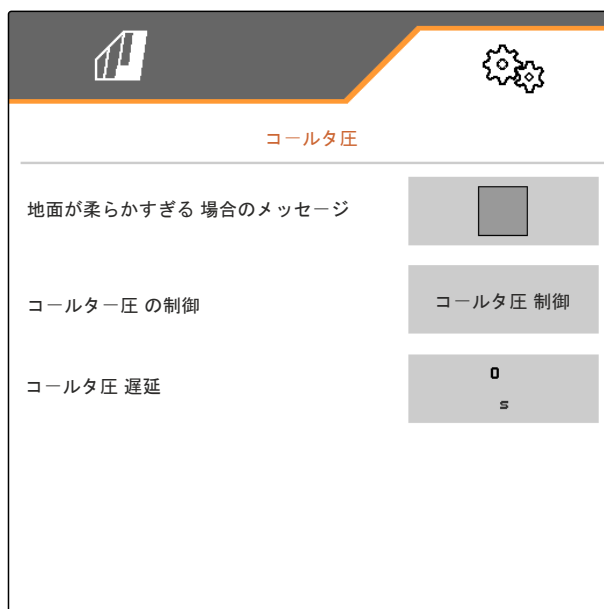 コールタ圧
地面が柔らかすぎる 場合のメッセージ
コールター圧 の制御
コールタ圧 制御
コールタ圧 遅延
0
s